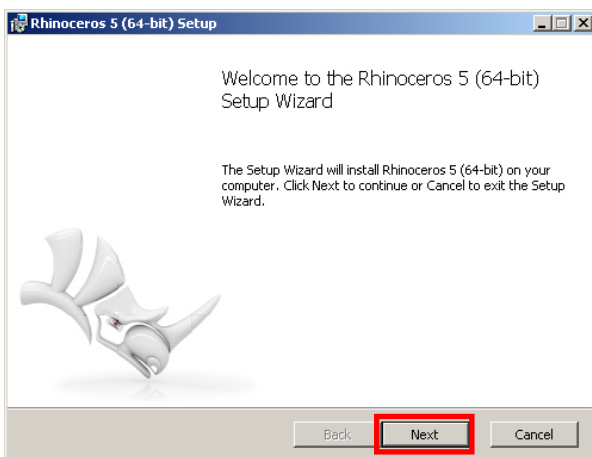 Rhinoceros 5 (64-bit) Setup
Welcome to the Rhinoceros 5 (64-bit)
Setup Wizard
The Setup Wizard will install Rhinoceros 5 (64-bit) on your
computer. Click Next to continue or Cancel to exit the Setup
Wizard.
Back Next Cancel